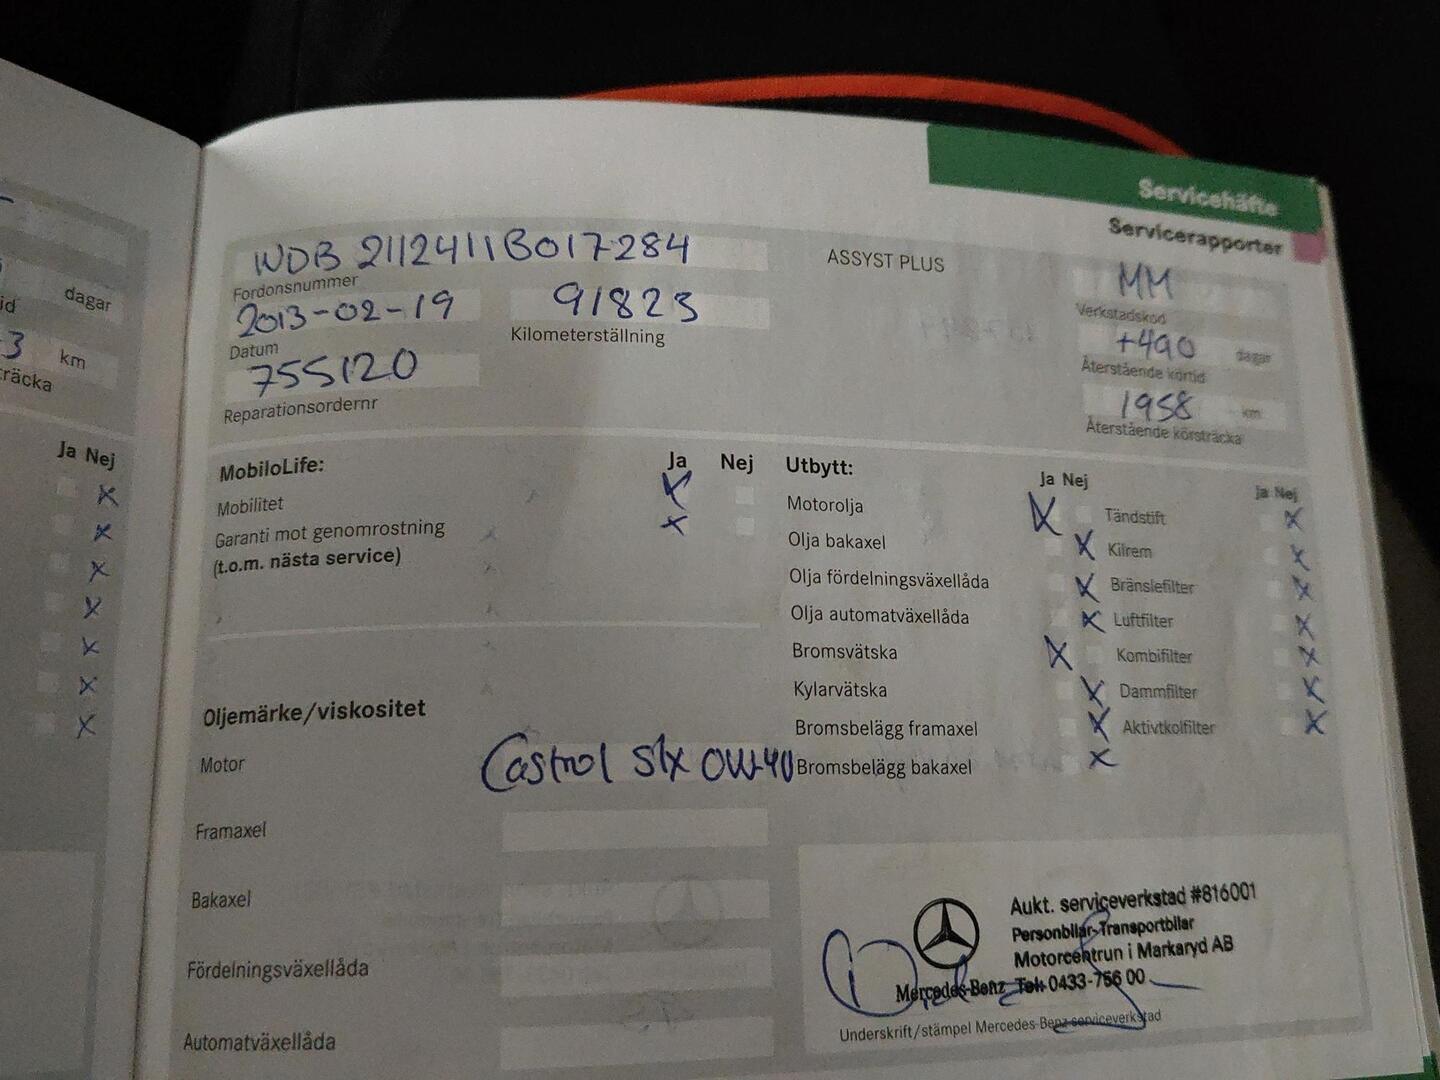 Servicehäfte
Servicerapporter
WDB 2112411B017284
Fordonsnummer
ASSYST PLUS
MM
Verkstadskod
2013-02-19
Datum
91823
Kilometerställning
+490 dagar
Återstående körtid
755120
Reparationsordernr
1958 km
Återstående körsträcka
dagar
km
Ja Nej
MobiloLife: Ja Nej
Mobilitet
Garanti mot genomrostning
(t.o.m. nästa service)
Utbytt: Ja Nej Ja Nej
Motorolja Tändstift
Olja bakaxel Kilrem
Olja fördelningsväxellåda Bränslefilter
Olja automatväxellåda Luftfilter
Bromsvätska Kombifilter
Kylarvätska Dammfilter
Bromsbelägg framaxel Aktivtkolfilter
Bromsbelägg bakaxel
Oljemärke/viskositet
Motor Castrol slx 0W-40
Framaxel
Bakaxel
Fördelningsväxellåda
Automatväxellåda
Aukt. serviceverkstad #816001
Personbilar-Transportbilar
Motorcentrun i Markaryd AB
Mercedes-Benz Tel: 0433-756 00
Underskrift/stämpel Mercedes-Benz serviceverkstad